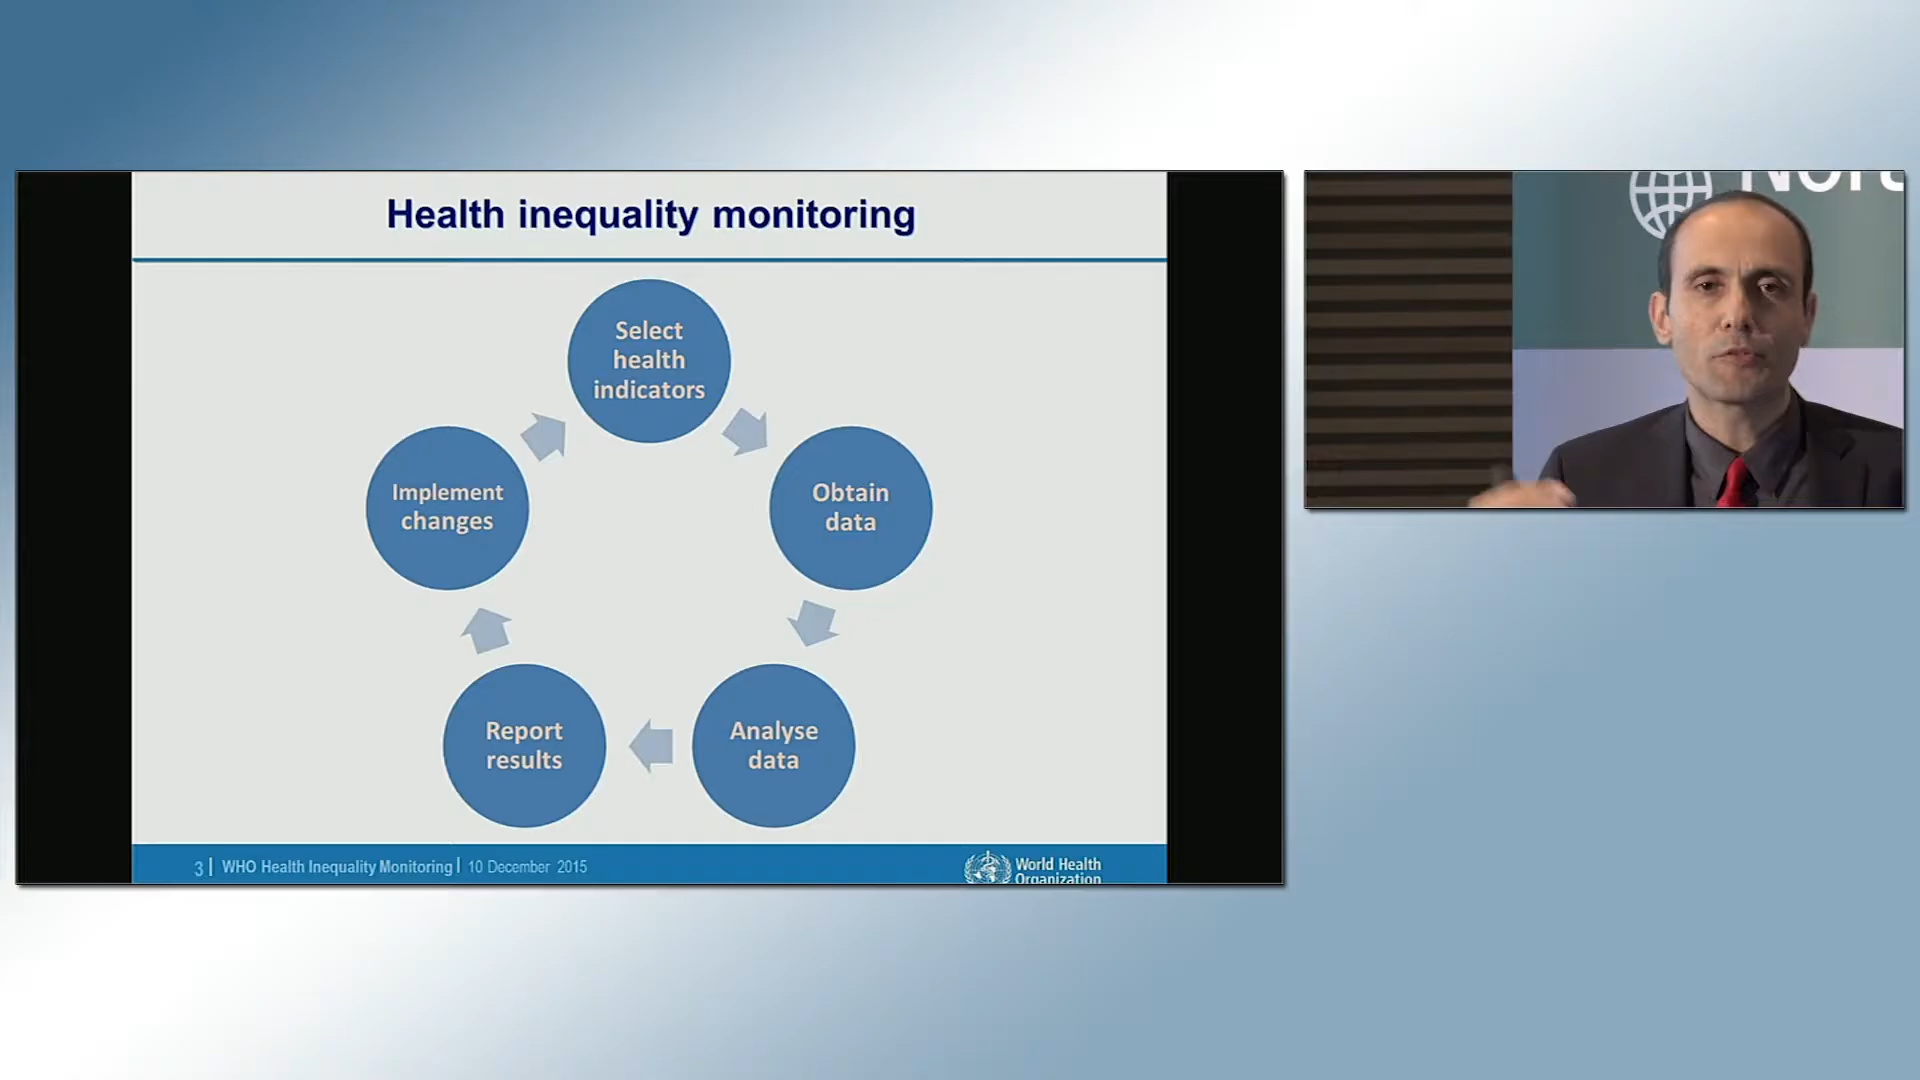 Health inequality monitoring
Select
health
indicators
Obtain
data
Analyse
data
Report
results
Implement
changes
3 | WHO Health Inequality Monitoring | 10 December 2015
World Health
Organization